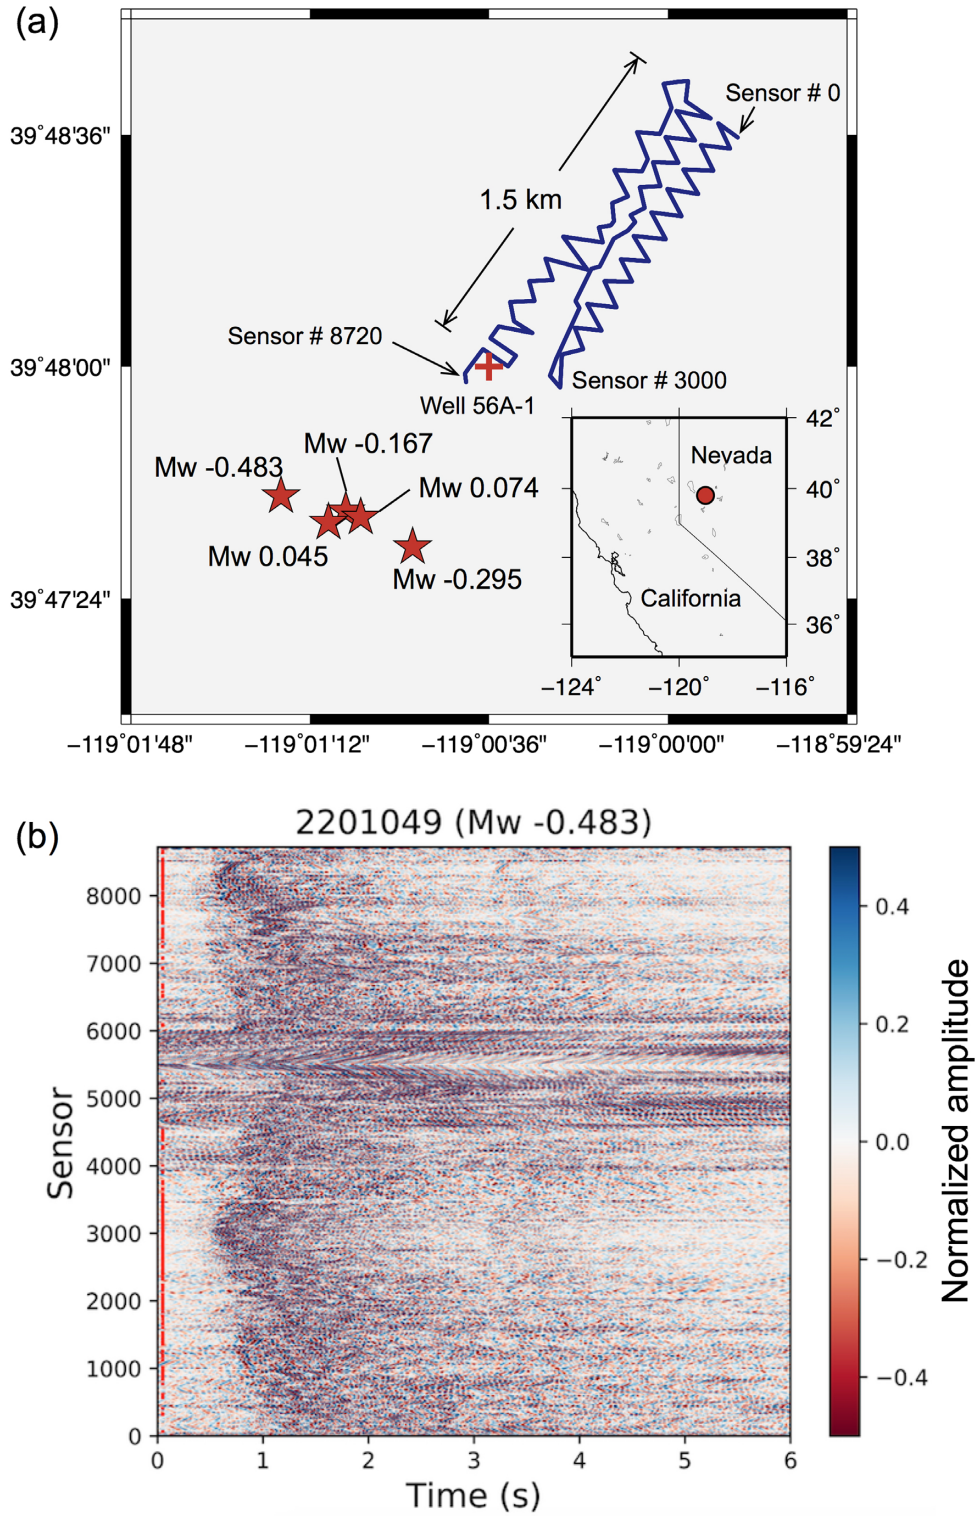 (a)
Sensor # 0
39˚48'36"
1.5 km
Sensor # 8720
39˚48'00"
Sensor # 3000
Well 56A-1
Mw -0.167
Mw -0.483
Mw 0.074
Mw 0.045
Mw -0.295
39˚47'24"
42˚
Nevada
40˚
38˚
California
36˚
−124˚ −120˚ −116˚
−119˚01'48" −119˚01'12" −119˚00'36" −119˚00'00" −118˚59'24"
(b)
2201049 (Mw -0.483)
8000
7000
6000
5000
4000
3000
2000
1000
0
Sensor
0 1 2 3 4 5 6
Time (s)
0.4
0.2
0.0
−0.2
−0.4
Normalized amplitude